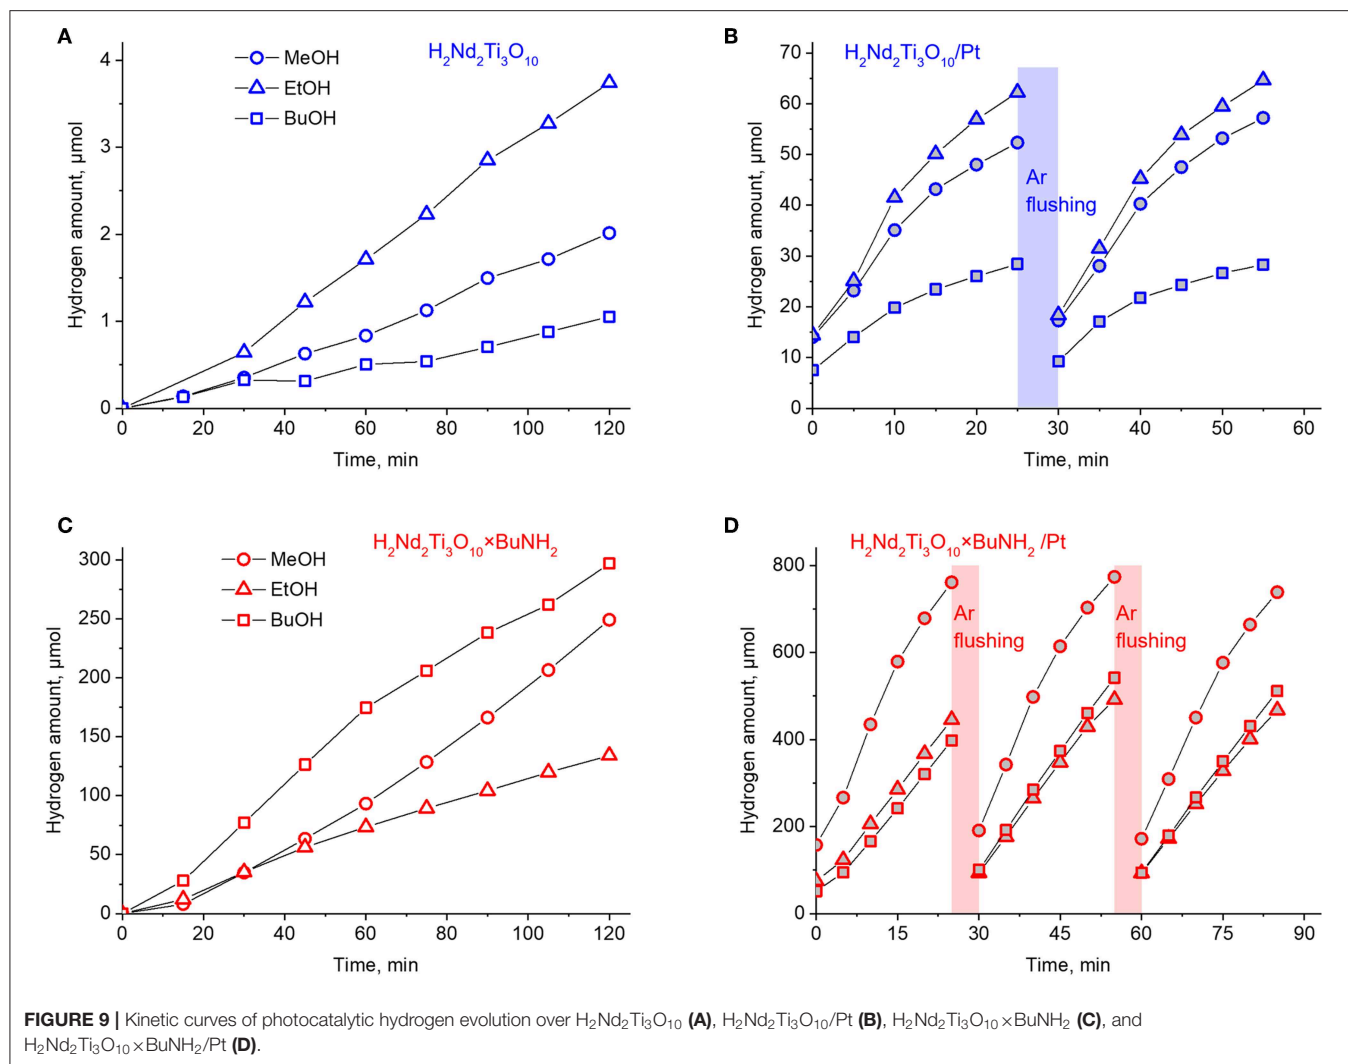 A
H₂Nd₂Ti₃O₁₀
MeOH
EtOH
BuOH
Hydrogen amount, µmol
4
3
2
1
0
0 20 40 60 80 100 120
Time, min
B
H₂Nd₂Ti₃O₁₀/Pt
Ar
flushing
Hydrogen amount, µmol
70
60
50
40
30
20
10
0
0 10 20 30 40 50 60
Time, min
C
H₂Nd₂Ti₃O₁₀×BuNH₂
MeOH
EtOH
BuOH
Hydrogen amount, µmol
300
250
200
150
100
50
0
0 20 40 60 80 100 120
Time, min
D
H₂Nd₂Ti₃O₁₀×BuNH₂ /Pt
Ar
flushing
Ar
flushing
Hydrogen amount, µmol
800
600
400
200
0
0 15 30 45 60 75 90
Time, min
FIGURE 9 | Kinetic curves of photocatalytic hydrogen evolution over H₂Nd₂Ti₃O₁₀ (A), H₂Nd₂Ti₃O₁₀/Pt (B), H₂Nd₂Ti₃O₁₀×BuNH₂ (C), and
H₂Nd₂Ti₃O₁₀×BuNH₂/Pt (D).